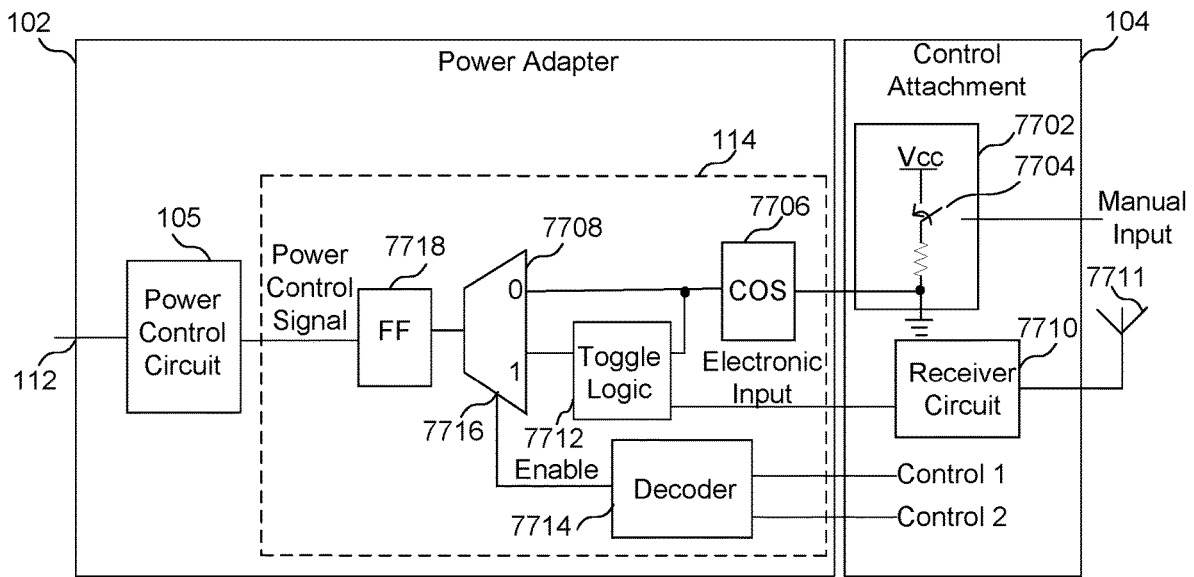 102
104
Power Adapter
Control
Attachment
7702
114
Vcc
7704
Manual
Input
105
7708
7706
Power
Control
Signal
7718
0
COS
7711
Power
Control
Circuit
FF
7710
112
1
Toggle
Logic
Electronic
Input
Receiver
Circuit
7716
7712
Enable
Decoder
Control 1
7714
Control 2